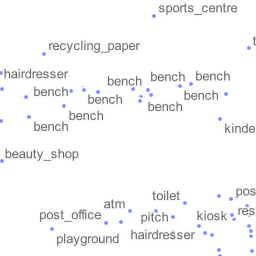 sports_centre
t
recycling_paper
hairdresser
bench
bench
bench
bench
bench
bench
bench
bench
bench
kinde
beauty_shop
toilet
pos
atm
post_office
pitch
kiosk
res
hairdresser
playground